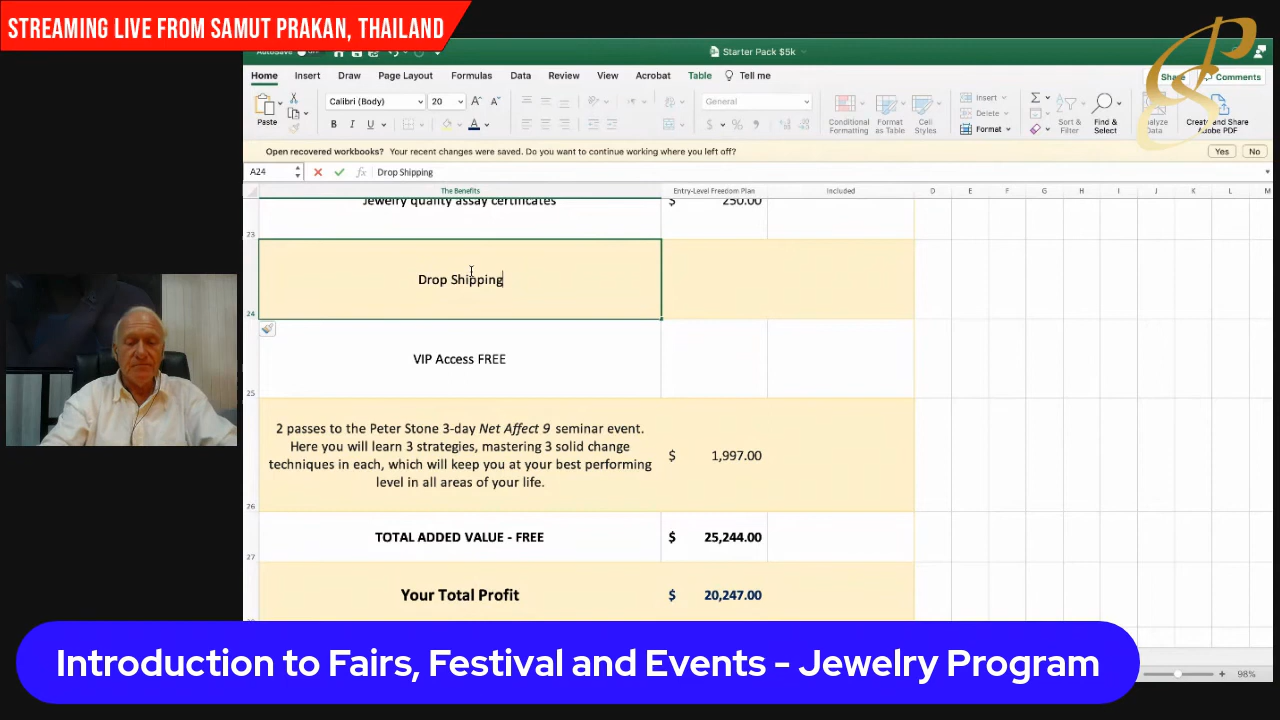 STREAMING LIVE FROM SAMUT PRAKAN, THAILAND
Starter Pack $5k
Home Insert Draw Page Layout Formulas Data Review View Acrobat Table Tell me
Share Comments
Paste
Calibri (Body) 20
B I U
General
Conditional Formatting
Format as Table
Cell Styles
Insert
Delete
Format
Sort & Filter
Find & Select
Analyze Data
Create and Share Adobe PDF
Open recovered workbooks? Your recent changes were saved. Do you want to continue working where you left off?
Yes No
A24 fx Drop Shipping
The Benefits Entry-Level Freedom Plan Included D E F G H I J K L M
Jewelry quality assay certificates $ 250.00
23
Drop Shipping
24
VIP Access FREE
25
2 passes to the Peter Stone 3-day Net Affect 9 seminar event.
Here you will learn 3 strategies, mastering 3 solid change
techniques in each, which will keep you at your best performing
level in all areas of your life.
$ 1,997.00
26
TOTAL ADDED VALUE - FREE $ 25,244.00
27
Your Total Profit $ 20,247.00
98%
Introduction to Fairs, Festival and Events - Jewelry Program